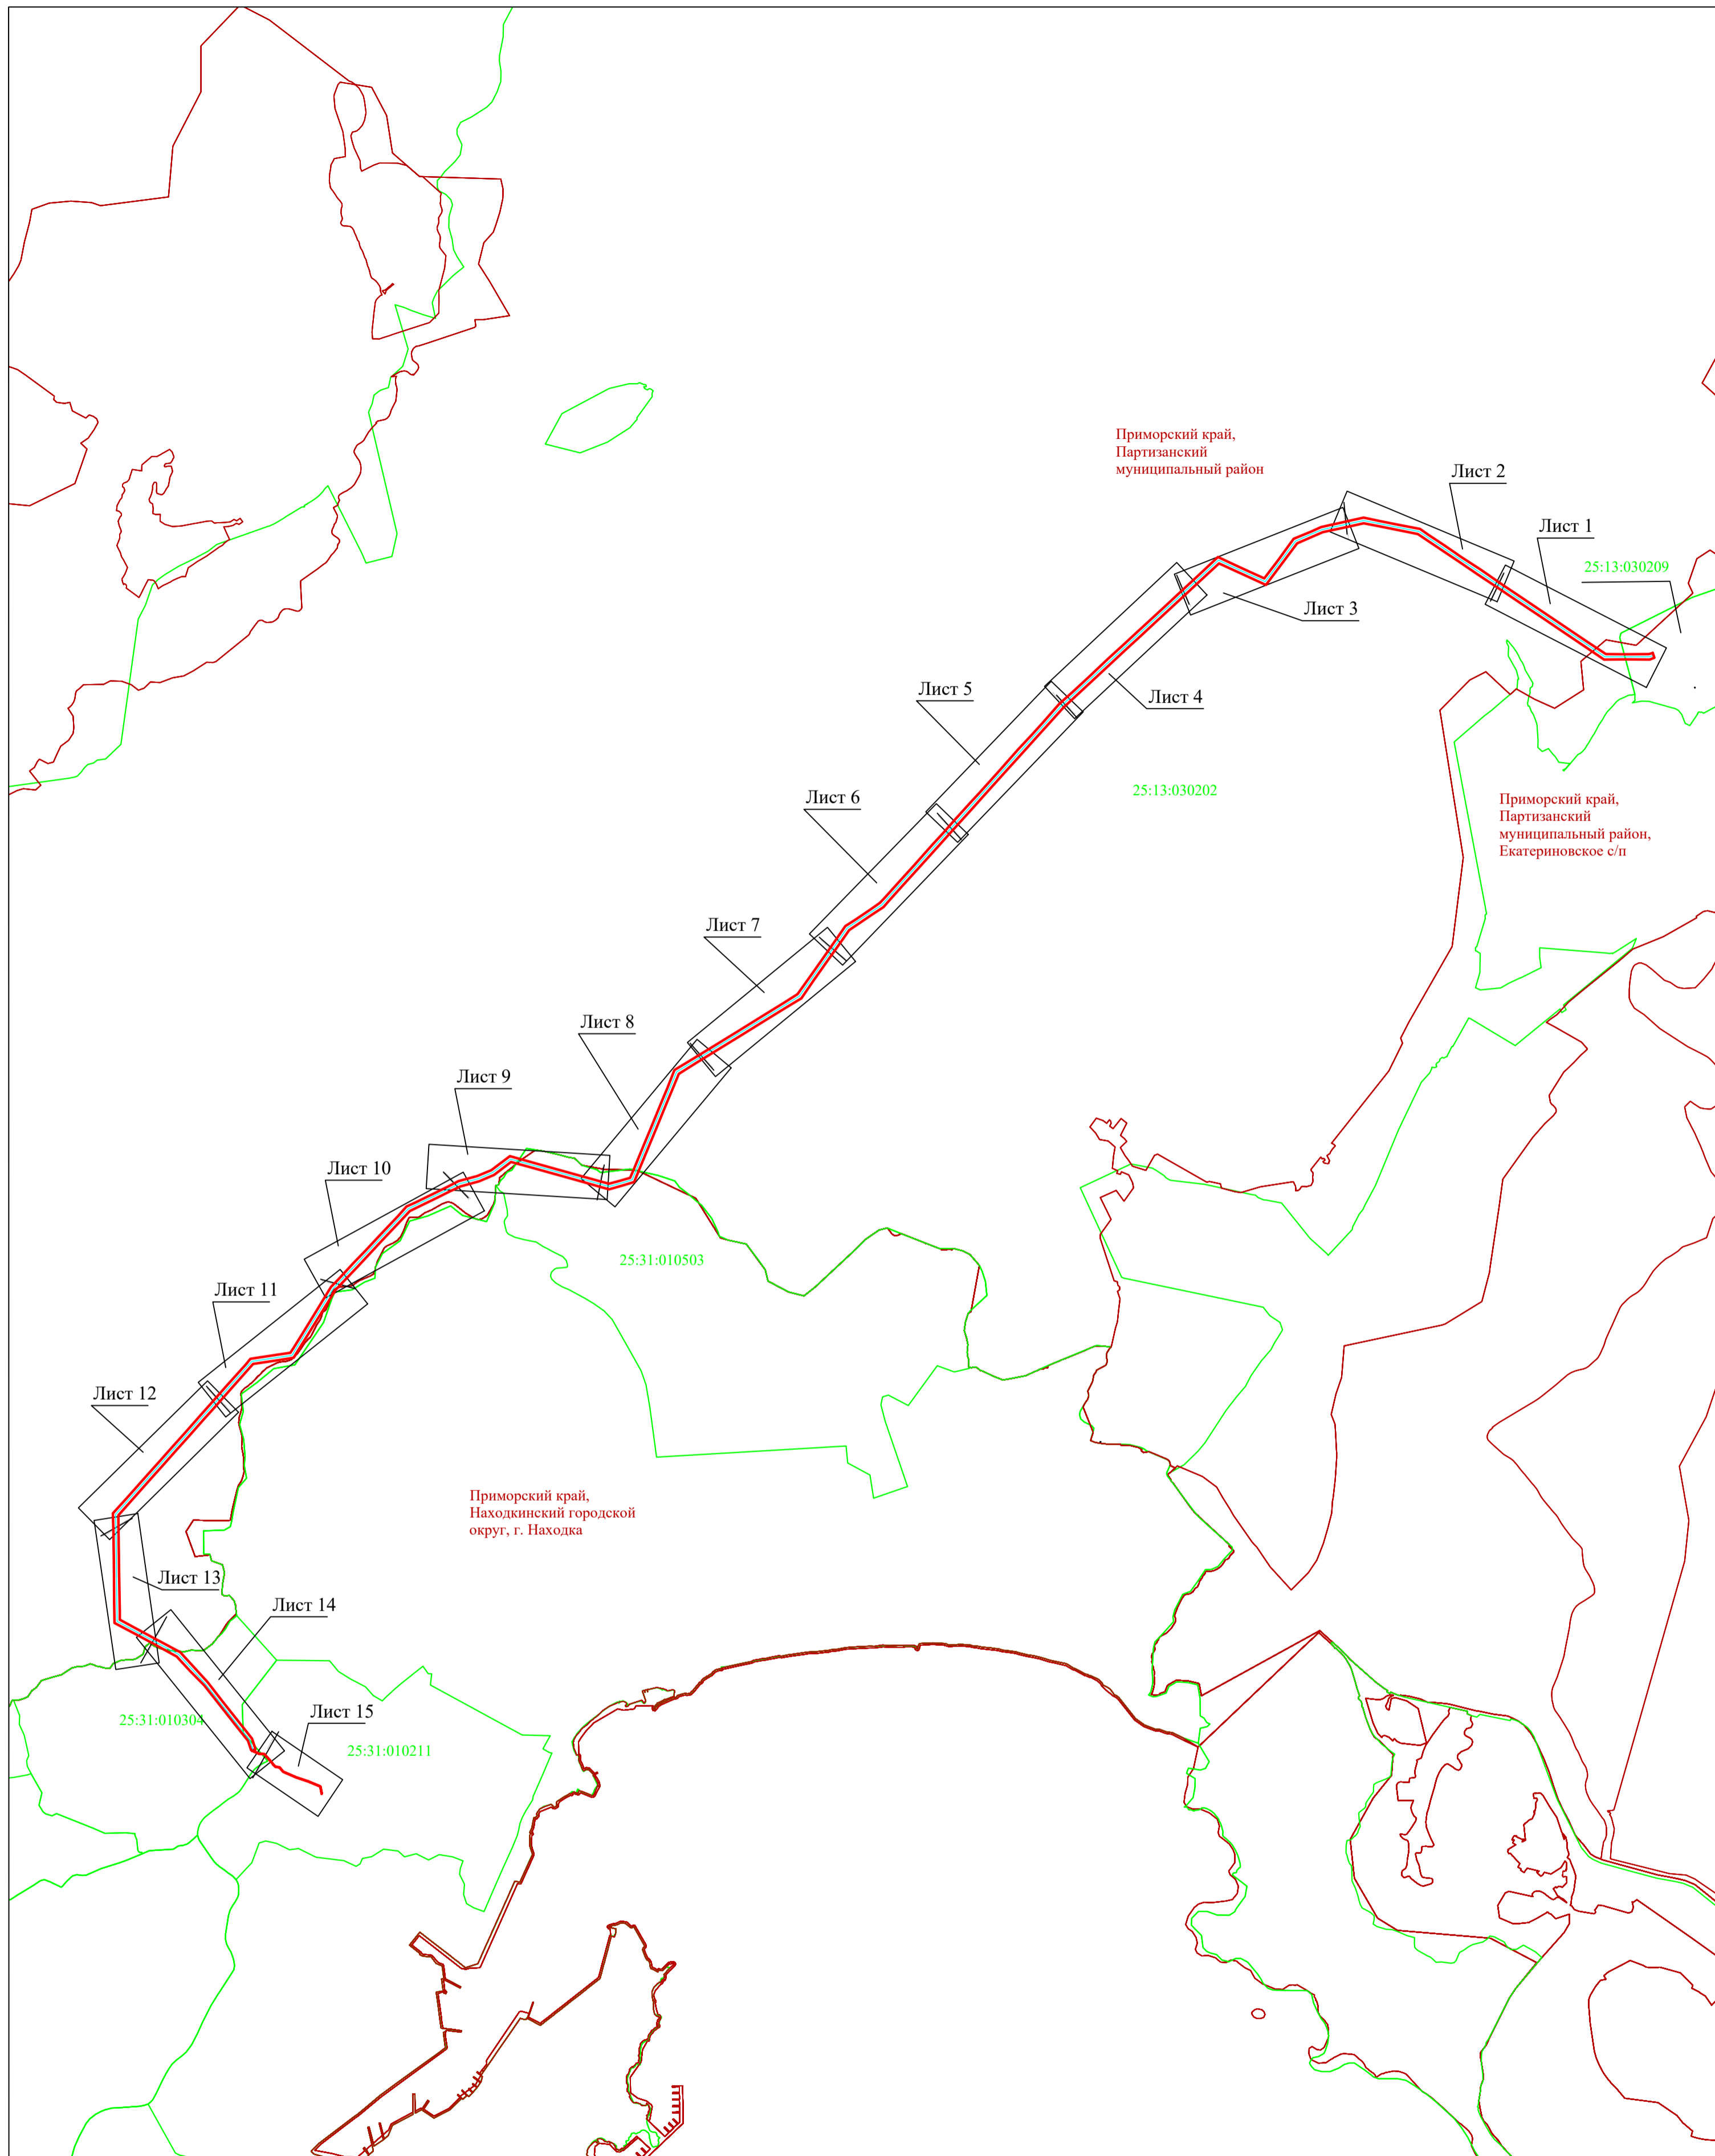 Приморский край,
Партизанский
муниципальный район
Лист 2
Лист 1
25:13:030209
Лист 3
Лист 5
Лист 4
25:13:030202
Лист 6
Приморский край,
Партизанский
муниципальный район,
Екатериновское с/п
Лист 7
Лист 8
Лист 9
Лист 10
25:31:010503
Лист 11
Лист 12
Приморский край,
Находкинский городской
округ, г. Находка
Лист 13
Лист 14
Лист 15
25:31:010304
25:31:010211